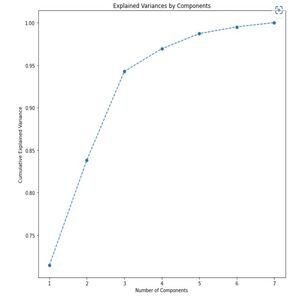 Explained Variances by Components
1.00
0.95
0.90
0.85
0.80
0.75
Cumulative Explained Variance
1 2 3 4 5 6 7
Number of Components